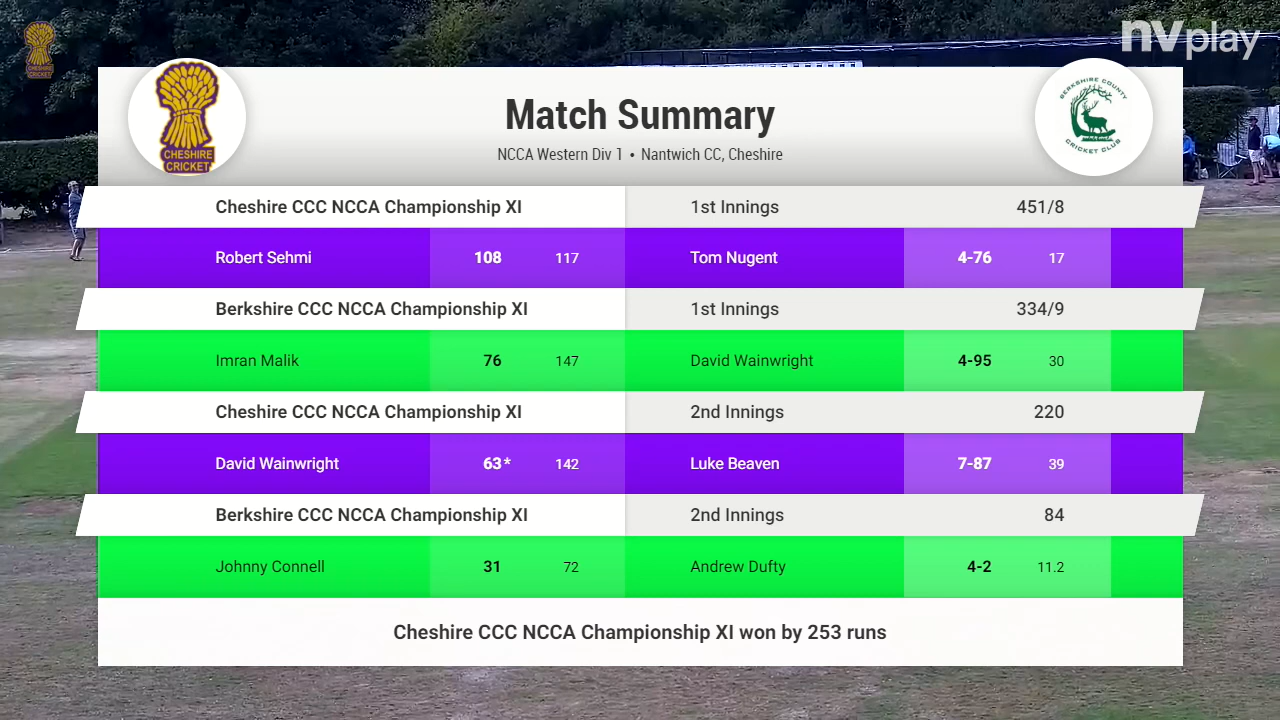 CHESHIRE
CRICKET
nvplay
CHESHIRE
CRICKET
Match Summary
NCCA Western Div 1 • Nantwich CC, Cheshire
BERKSHIRE COUNTY
CRICKET CLUB
Cheshire CCC NCCA Championship XI 1st Innings 451/8
Robert Sehmi 108 117 Tom Nugent 4-76 17
Berkshire CCC NCCA Championship XI 1st Innings 334/9
Imran Malik 76 147 David Wainwright 4-95 30
Cheshire CCC NCCA Championship XI 2nd Innings 220
David Wainwright 63* 142 Luke Beaven 7-87 39
Berkshire CCC NCCA Championship XI 2nd Innings 84
Johnny Connell 31 72 Andrew Dufty 4-2 11.2
Cheshire CCC NCCA Championship XI won by 253 runs